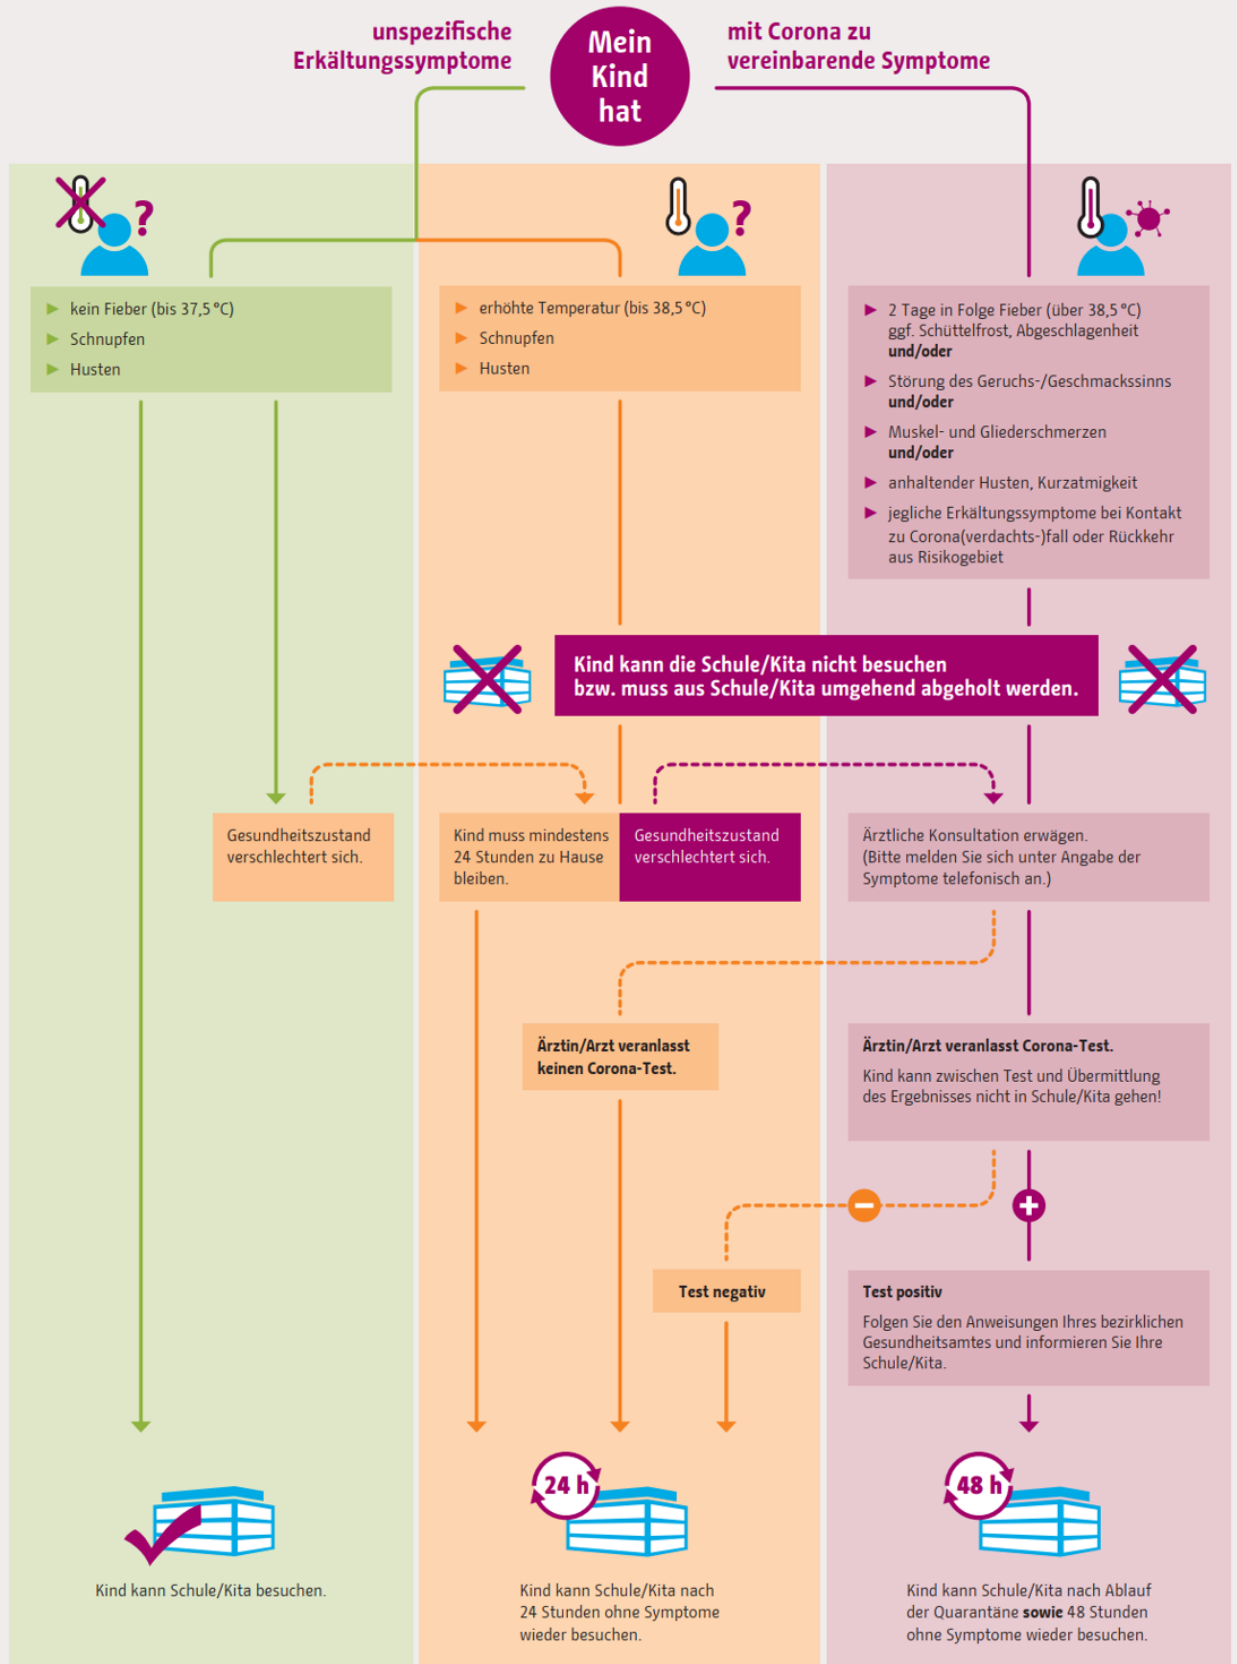 unspezifische
Erkältungssymptome
Mein
Kind
hat
mit Corona zu
vereinbarende Symptome
?
?
kein Fieber (bis 37,5 °C)
Schnupfen
Husten
erhöhte Temperatur (bis 38,5 °C)
Schnupfen
Husten
2 Tage in Folge Fieber (über 38,5 °C)
ggf. Schüttelfrost, Abgeschlagenheit
und/oder
Störung des Geruchs-/Geschmackssinns
und/oder
Muskel- und Gliederschmerzen
und/oder
anhaltender Husten, Kurzatmigkeit
jegliche Erkältungssymptome bei Kontakt
zu Corona(verdachts-)fall oder Rückkehr
aus Risikogebiet
Kind kann die Schule/Kita nicht besuchen
bzw. muss aus Schule/Kita umgehend abgeholt werden.
Gesundheitszustand
verschlechtert sich.
Kind muss mindestens
24 Stunden zu Hause
bleiben.
Gesundheitszustand
verschlechtert sich.
Ärztliche Konsultation erwägen.
(Bitte melden Sie sich unter Angabe der
Symptome telefonisch an.)
Ärztin/Arzt veranlasst
keinen Corona-Test.
Ärztin/Arzt veranlasst Corona-Test.
Kind kann zwischen Test und Übermittlung
des Ergebnisses nicht in Schule/Kita gehen!
Test negativ
Test positiv
Folgen Sie den Anweisungen Ihres bezirklichen
Gesundheitsamtes und informieren Sie Ihre
Schule/Kita.
Kind kann Schule/Kita besuchen.
24 h
Kind kann Schule/Kita nach
24 Stunden ohne Symptome
wieder besuchen.
48 h
Kind kann Schule/Kita nach Ablauf
der Quarantäne sowie 48 Stunden
ohne Symptome wieder besuchen.